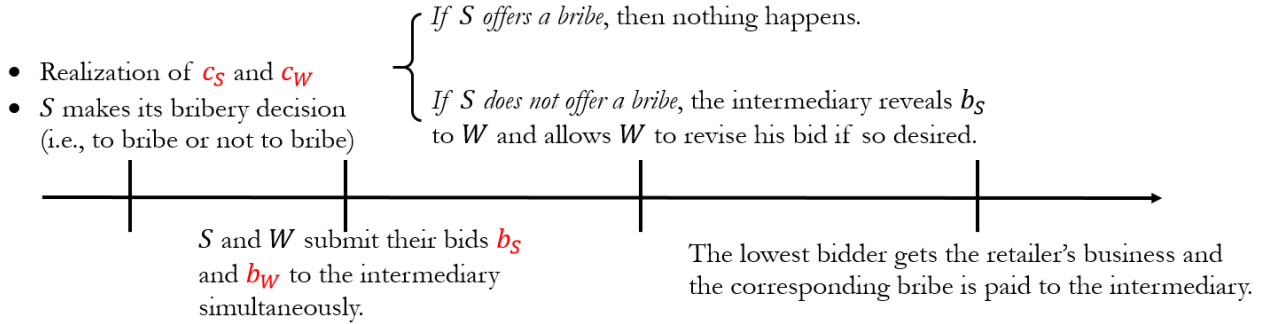 If S offers a bribe, then nothing happens.
• Realization of c_S and c_W
• S makes its bribery decision
(i.e., to bribe or not to bribe)
If S does not offer a bribe, the intermediary reveals b_S
to W and allows W to revise his bid if so desired.
S and W submit their bids b_S
and b_W to the intermediary
simultaneously.
The lowest bidder gets the retailer's business and
the corresponding bribe is paid to the intermediary.